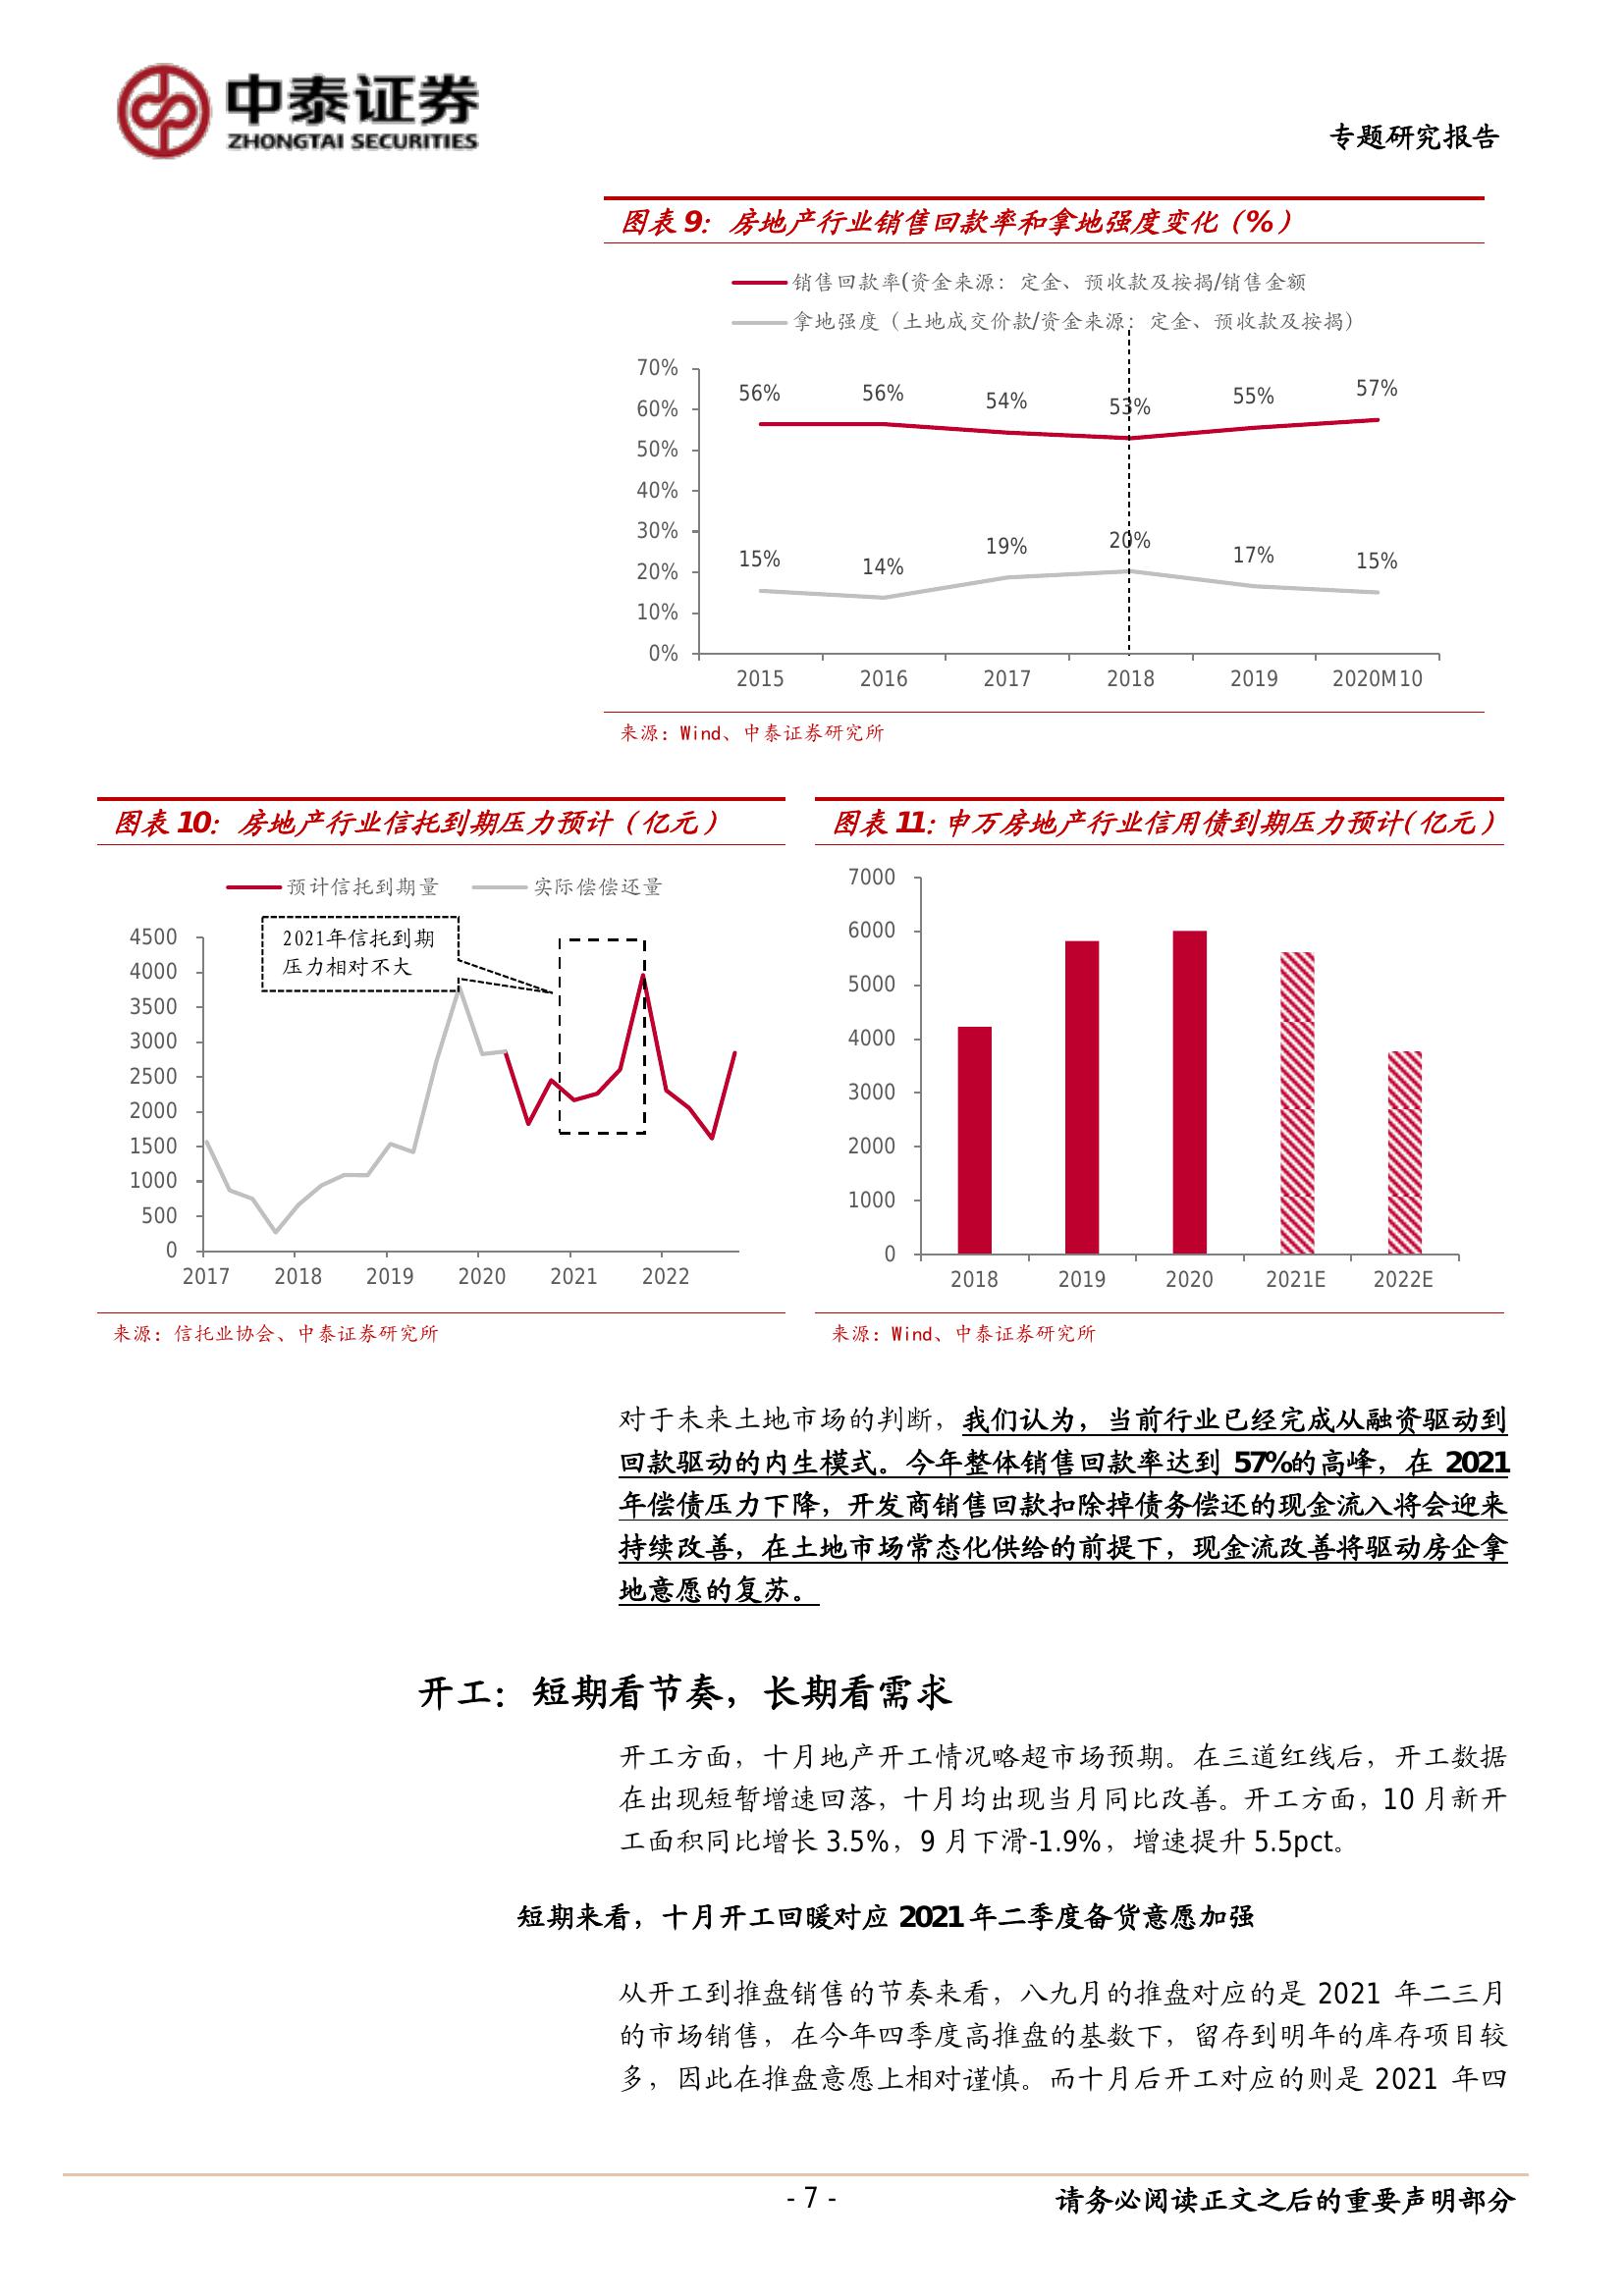 中泰证券
ZHONGTAI SECURITIES
专题研究报告
图表 9：房地产行业销售回款率和拿地强度变化（%）
销售回款率(资金来源：定金、预收款及按揭/销售金额
拿地强度（土地成交价款/资金来源：定金、预收款及按揭）
70%
60%
50%
40%
30%
20%
10%
0%
56%
56%
54%
53%
55%
57%
15%
14%
19%
20%
17%
15%
2015
2016
2017
2018
2019
2020M10
来源：Wind、中泰证券研究所
图表 10：房地产行业信托到期压力预计（亿元）
预计信托到期量
实际偿偿还量
2021年信托到期
压力相对不大
4500
4000
3500
3000
2500
2000
1500
1000
500
0
2017
2018
2019
2020
2021
2022
来源：信托业协会、中泰证券研究所
图表 11：申万房地产行业信用债到期压力预计(亿元）
7000
6000
5000
4000
3000
2000
1000
0
2018
2019
2020
2021E
2022E
来源：Wind、中泰证券研究所
对于未来土地市场的判断，我们认为，当前行业已经完成从融资驱动到
回款驱动的内生模式。今年整体销售回款率达到 57%的高峰，在 2021
年偿债压力下降，开发商销售回款扣除掉债务偿还的现金流入将会迎来
持续改善，在土地市场常态化供给的前提下，现金流改善将驱动房企拿
地意愿的复苏。
开工：短期看节奏，长期看需求
开工方面，十月地产开工情况略超市场预期。在三道红线后，开工数据
在出现短暂增速回落，十月均出现当月同比改善。开工方面，10 月新开
工面积同比增长 3.5%，9 月下滑-1.9%，增速提升 5.5pct。
短期来看，十月开工回暖对应 2021 年二季度备货意愿加强
从开工到推盘销售的节奏来看，八九月的推盘对应的是 2021 年二三月
的市场销售，在今年四季度高推盘的基数下，留存到明年的库存项目较
多，因此在推盘意愿上相对谨慎。而十月后开工对应的则是 2021 年四
- 7 -
请务必阅读正文之后的重要声明部分